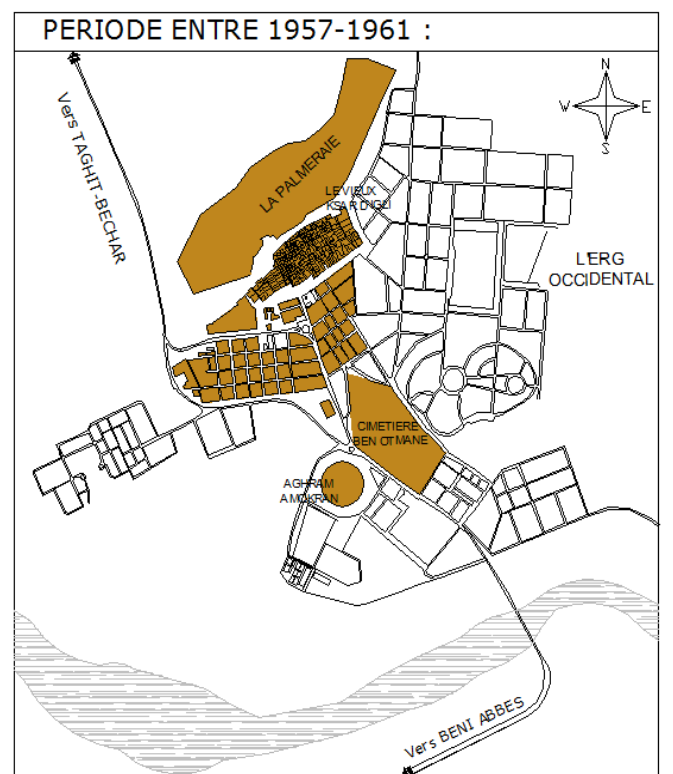 PERIODE ENTRE 1957-1961 :
N
W
E
S
Vers TAGHIT-BECHAR
LA PALMERAIE
LE VIEUX
KSAR D'IGLI
L'ERG
OCCIDENTAL
CIMETIERE
BEN OTMANE
AGHRAM
AMOKRAN
Vers BENI ABBES